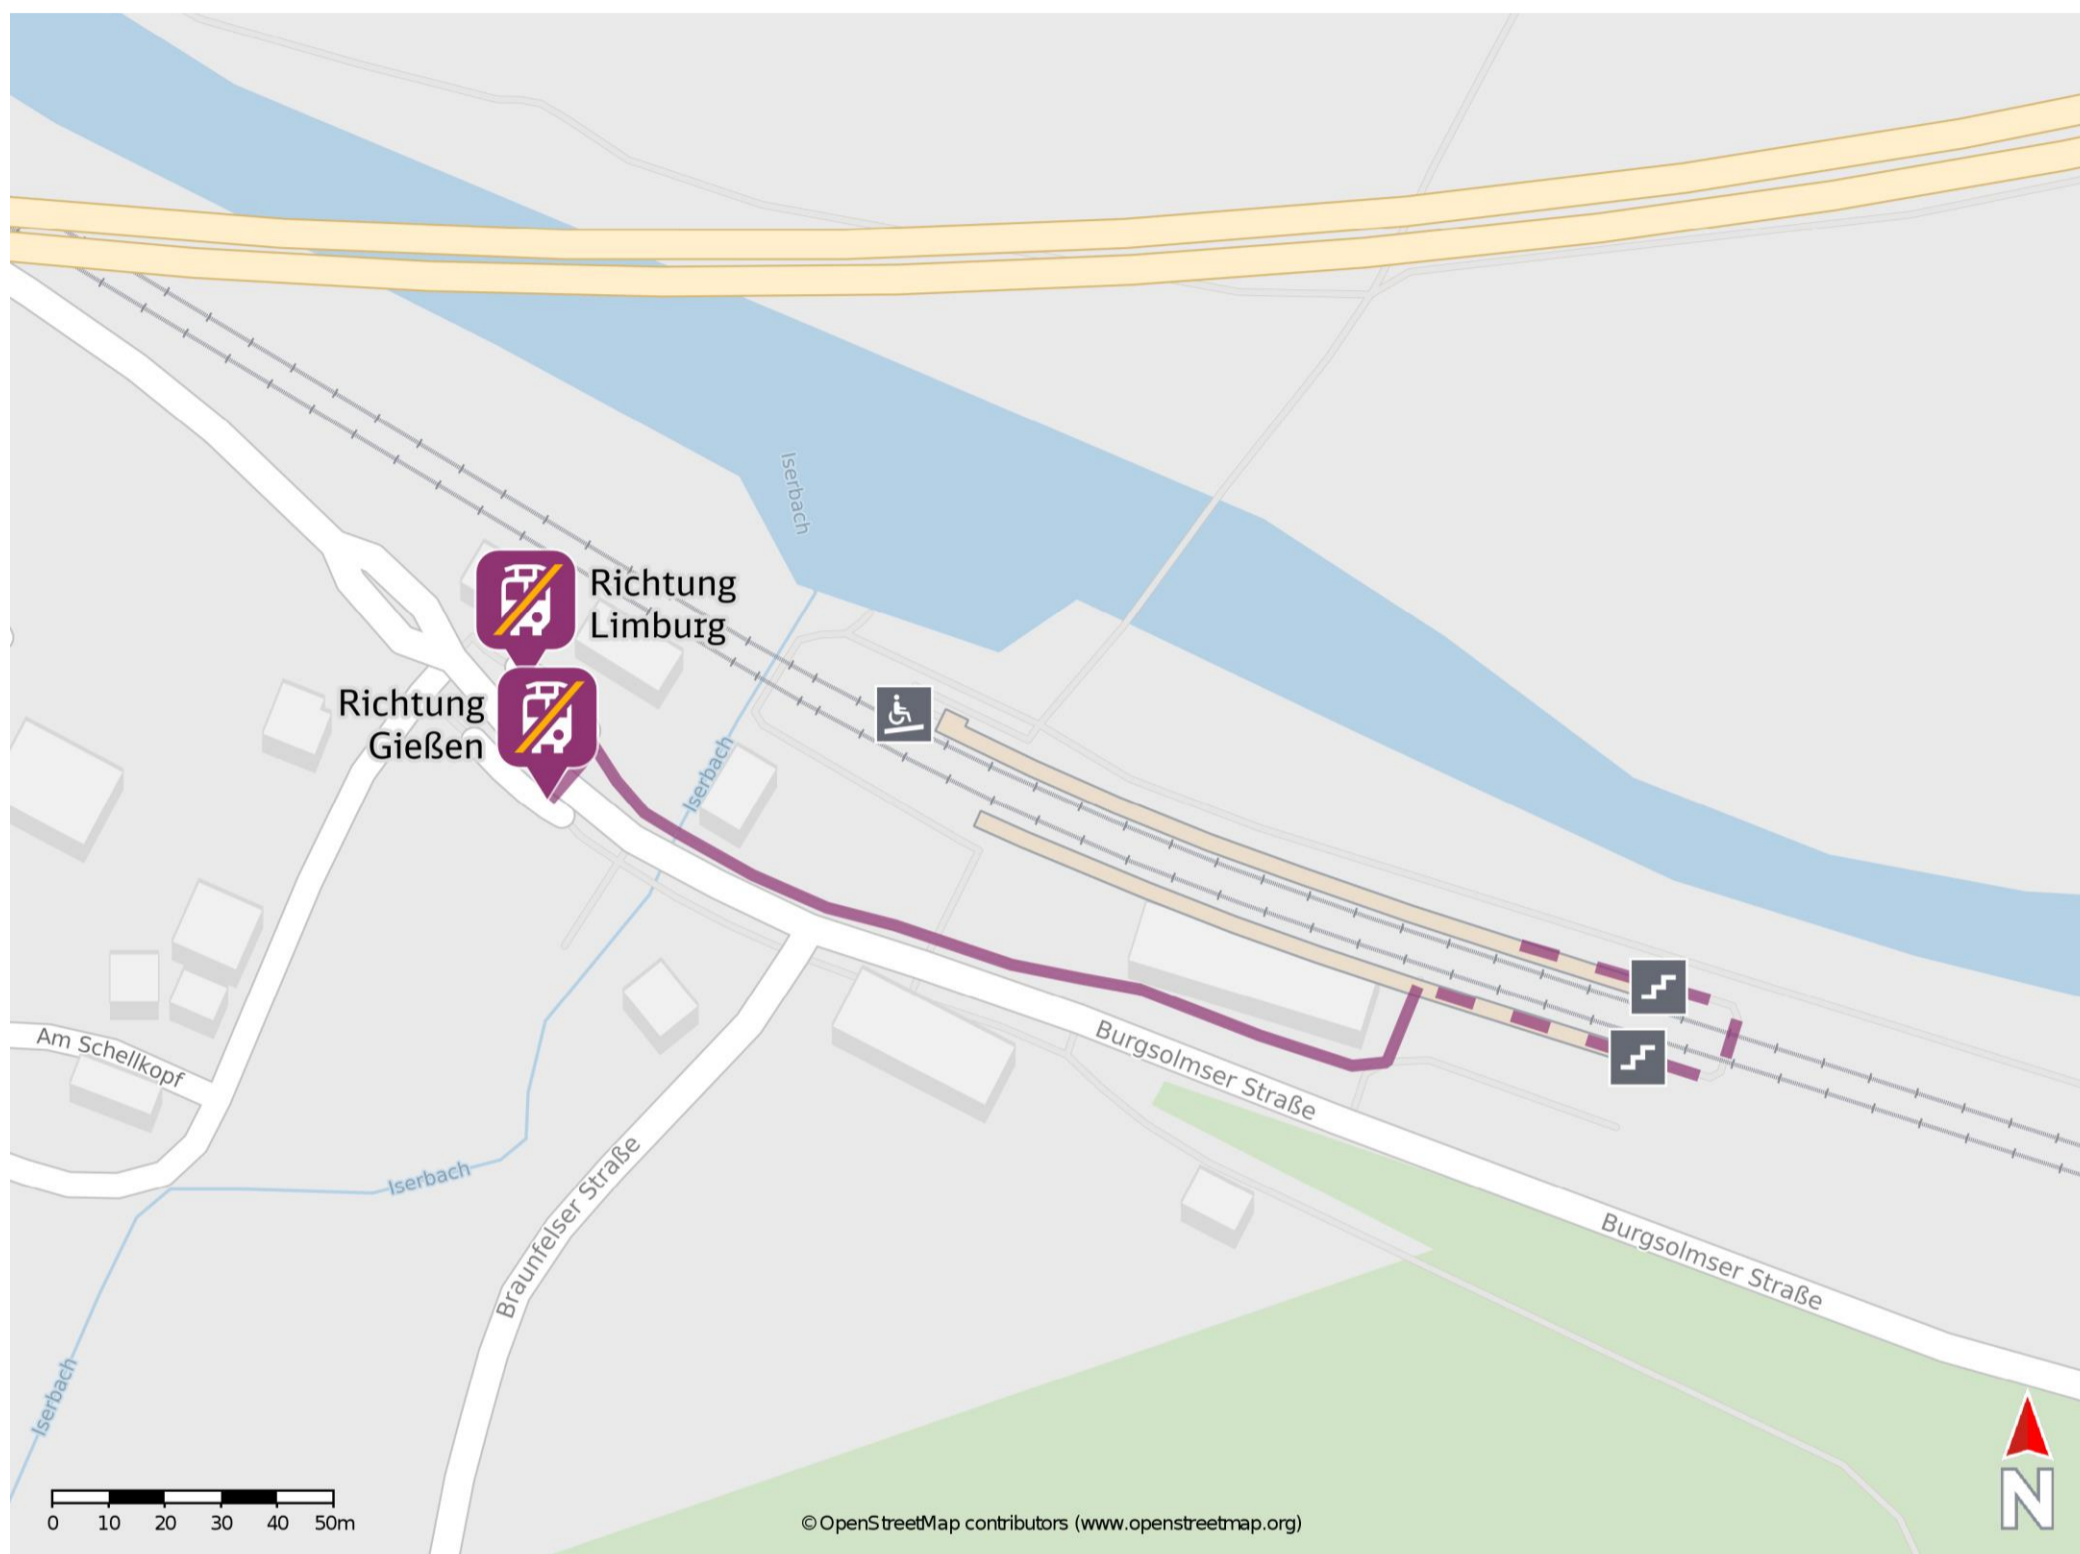 Iserbach
Richtung
Limburg
Richtung
Gießen
Iserbach
Am Schellkopf
Burgsolmser Straße
Iserbach
Braunfelser Straße
Burgsolmser Straße
Iserbach
N
0 10 20 30 40 50m
© OpenStreetMap contributors (www.openstreetmap.org)